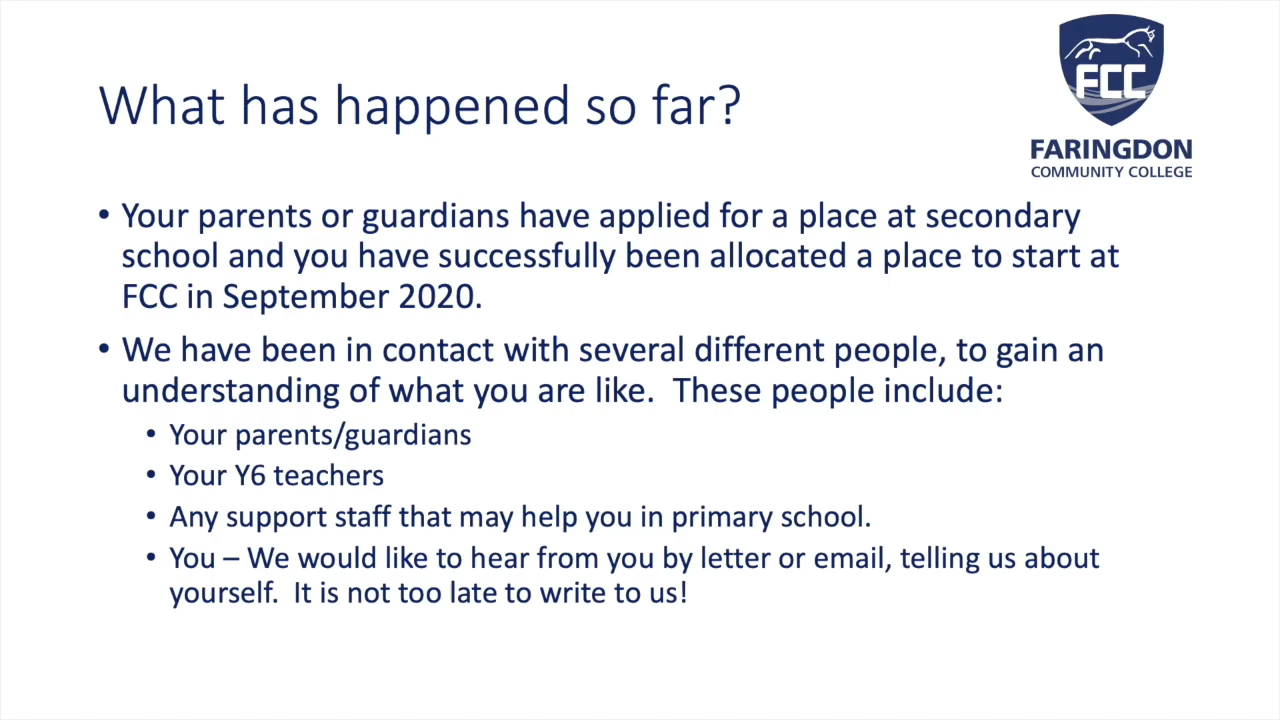 FCC
FARINGDON
COMMUNITY COLLEGE
What has happened so far?
• Your parents or guardians have applied for a place at secondary
school and you have successfully been allocated a place to start at
FCC in September 2020.
• We have been in contact with several different people, to gain an
understanding of what you are like.  These people include:
• Your parents/guardians
• Your Y6 teachers
• Any support staff that may help you in primary school.
• You – We would like to hear from you by letter or email, telling us about
yourself.  It is not too late to write to us!